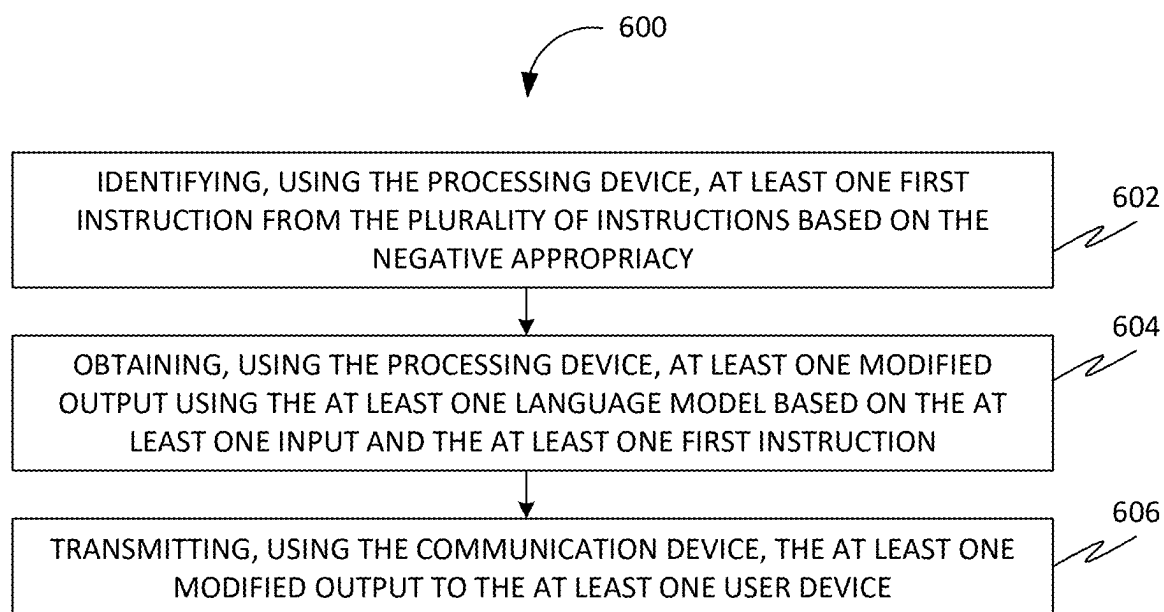 600
IDENTIFYING, USING THE PROCESSING DEVICE, AT LEAST ONE FIRST
INSTRUCTION FROM THE PLURALITY OF INSTRUCTIONS BASED ON THE
NEGATIVE APPROPRIACY
602
OBTAINING, USING THE PROCESSING DEVICE, AT LEAST ONE MODIFIED
OUTPUT USING THE AT LEAST ONE LANGUAGE MODEL BASED ON THE AT
LEAST ONE INPUT AND THE AT LEAST ONE FIRST INSTRUCTION
604
TRANSMITTING, USING THE COMMUNICATION DEVICE, THE AT LEAST ONE
MODIFIED OUTPUT TO THE AT LEAST ONE USER DEVICE
606